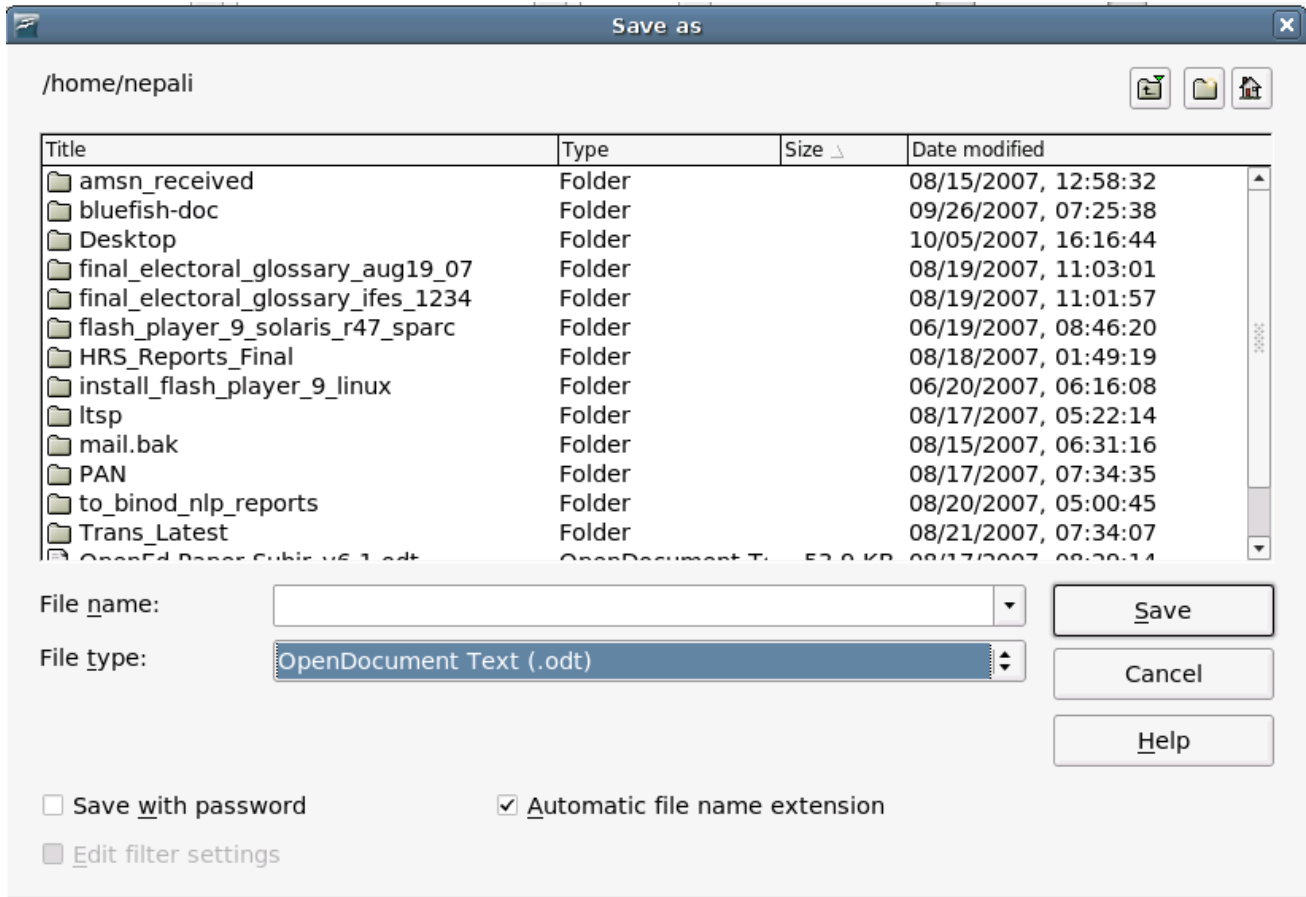 Save as
/home/nepali
Title Type Size Date modified
amsn_received Folder 08/15/2007, 12:58:32
bluefish-doc Folder 09/26/2007, 07:25:38
Desktop Folder 10/05/2007, 16:16:44
final_electoral_glossary_aug19_07 Folder 08/19/2007, 11:03:01
final_electoral_glossary_ifes_1234 Folder 08/19/2007, 11:01:57
flash_player_9_solaris_r47_sparc Folder 06/19/2007, 08:46:20
HRS_Reports_Final Folder 08/18/2007, 01:49:19
install_flash_player_9_linux Folder 06/20/2007, 06:16:08
ltsp Folder 08/17/2007, 05:22:14
mail.bak Folder 08/15/2007, 06:31:16
PAN Folder 08/17/2007, 07:34:35
to_binod_nlp_reports Folder 08/20/2007, 05:00:45
Trans_Latest Folder 08/21/2007, 07:34:07
File name: Save
File type: OpenDocument Text (.odt)
Cancel
Help
Save with password Automatic file name extension
Edit filter settings